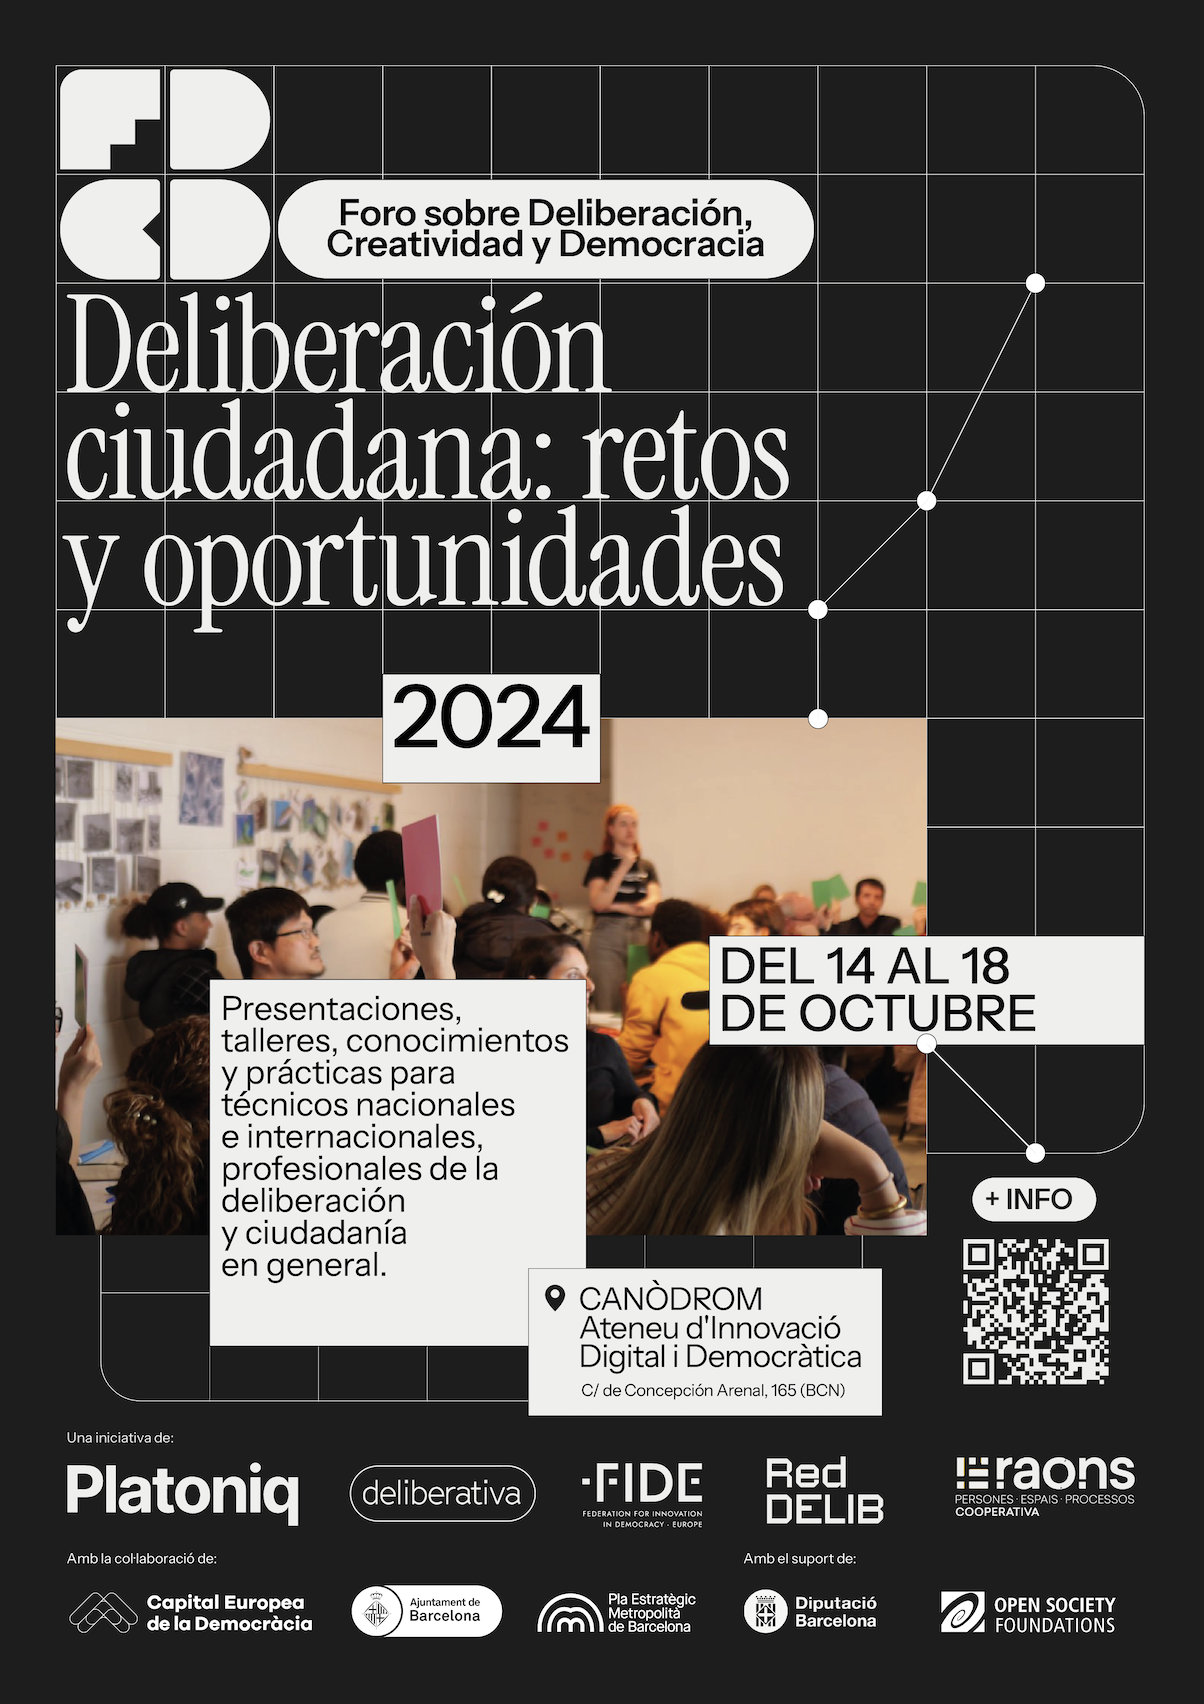 FDCD
Foro sobre Deliberación,
Creatividad y Democracia
Deliberación
ciudadana: retos
y oportunidades
2024
DEL 14 AL 18
DE OCTUBRE
Presentaciones,
talleres, conocimientos
y prácticas para
técnicos nacionales
e internacionales,
profesionales de la
deliberación
y ciudadanía
en general.
+ INFO
CANÒDROM
Ateneu d'Innovació
Digital i Democràtica
C/ de Concepción Arenal, 165 (BCN)
Una iniciativa de:
Platoniq
deliberativa
·FIDE
FEDERATION FOR INNOVATION
IN DEMOCRACY · EUROPE
Red
DELIB
raons
PERSONES · ESPAIS · PROCESSOS
COOPERATIVA
Amb la col·laboració de:
Capital Europea
de la Democràcia
Ajuntament de
Barcelona
Pla Estratègic
Metropolità
de Barcelona
Amb el suport de:
Diputació
Barcelona
OPEN SOCIETY
FOUNDATIONS